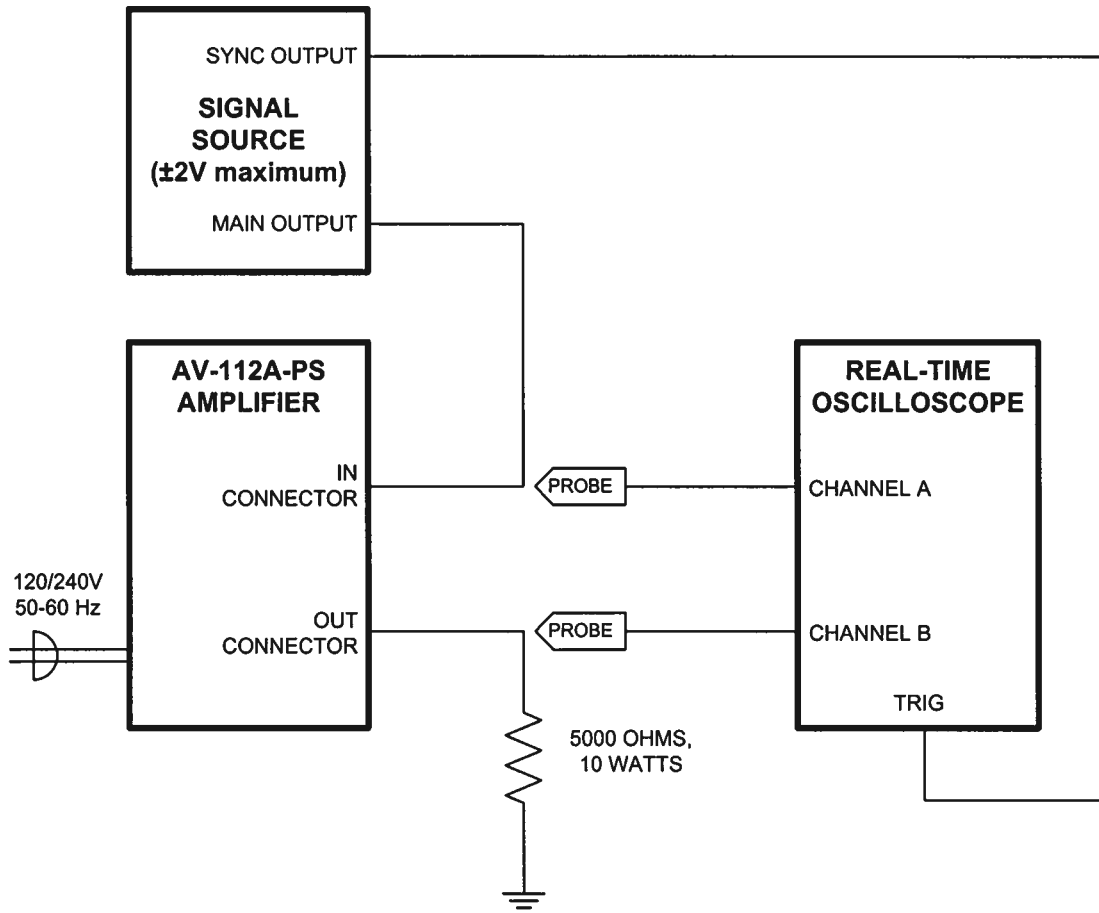 SYNC OUTPUT
SIGNAL
SOURCE
(±2V maximum)
MAIN OUTPUT
AV-112A-PS
AMPLIFIER
IN
CONNECTOR
OUT
CONNECTOR
120/240V
50-60 Hz
PROBE
PROBE
REAL-TIME
OSCILLOSCOPE
CHANNEL A
CHANNEL B
TRIG
5000 OHMS,
10 WATTS